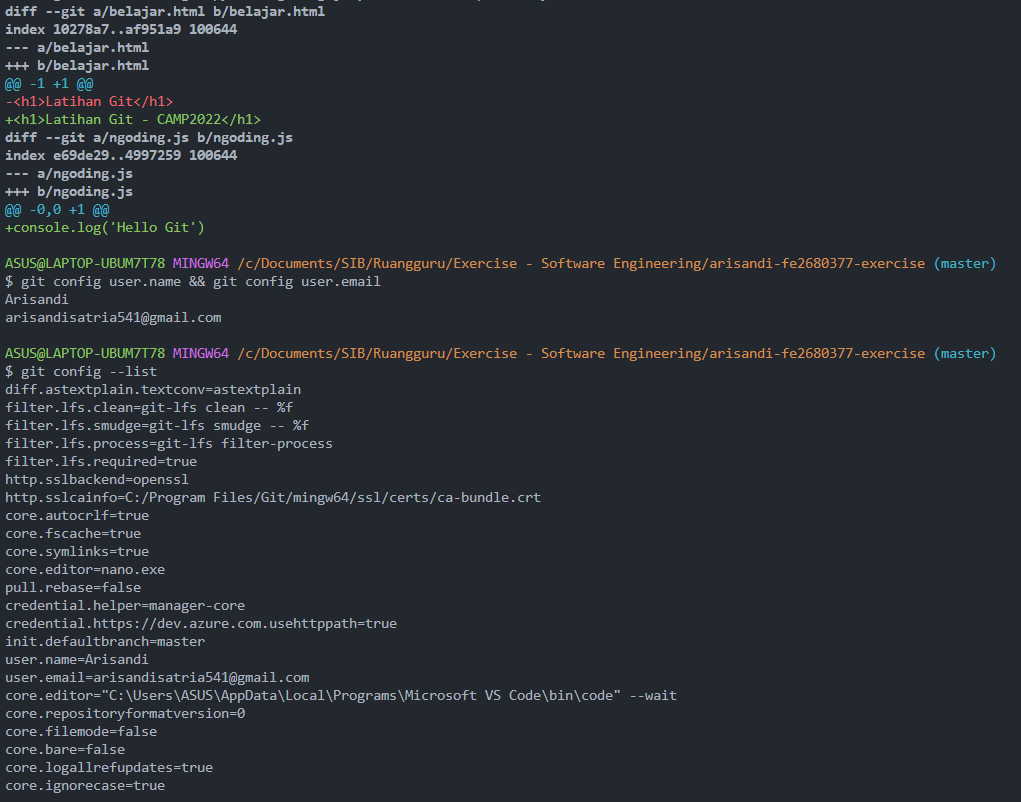 diff --git a/belajar.html b/belajar.html
index 10278a7..af951a9 100644
--- a/belajar.html
+++ b/belajar.html
@@ -1 +1 @@
-<h1>Latihan Git</h1>
+<h1>Latihan Git - CAMP2022</h1>
diff --git a/ngoding.js b/ngoding.js
index e69de29..4997259 100644
--- a/ngoding.js
+++ b/ngoding.js
@@ -0,0 +1 @@
+console.log('Hello Git')
ASUS@LAPTOP-UBUM7T78 MINGW64 /c/Documents/SIB/Ruangguru/Exercise - Software Engineering/arisandi-fe2680377-exercise (master)
$ git config user.name && git config user.email
Arisandi
arisandisatria541@gmail.com
ASUS@LAPTOP-UBUM7T78 MINGW64 /c/Documents/SIB/Ruangguru/Exercise - Software Engineering/arisandi-fe2680377-exercise (master)
$ git config --list
diff.astextplain.textconv=astextplain
filter.lfs.clean=git-lfs clean -- %f
filter.lfs.smudge=git-lfs smudge -- %f
filter.lfs.process=git-lfs filter-process
filter.lfs.required=true
http.sslbackend=openssl
http.sslcainfo=C:/Program Files/Git/mingw64/ssl/certs/ca-bundle.crt
core.autocrlf=true
core.fscache=true
core.symlinks=true
core.editor=nano.exe
pull.rebase=false
credential.helper=manager-core
credential.https://dev.azure.com.usehttppath=true
init.defaultbranch=master
user.name=Arisandi
user.email=arisandisatria541@gmail.com
core.editor="C:\Users\ASUS\AppData\Local\Programs\Microsoft VS Code\bin\code" --wait
core.repositoryformatversion=0
core.filemode=false
core.bare=false
core.logallrefupdates=true
core.ignorecase=true